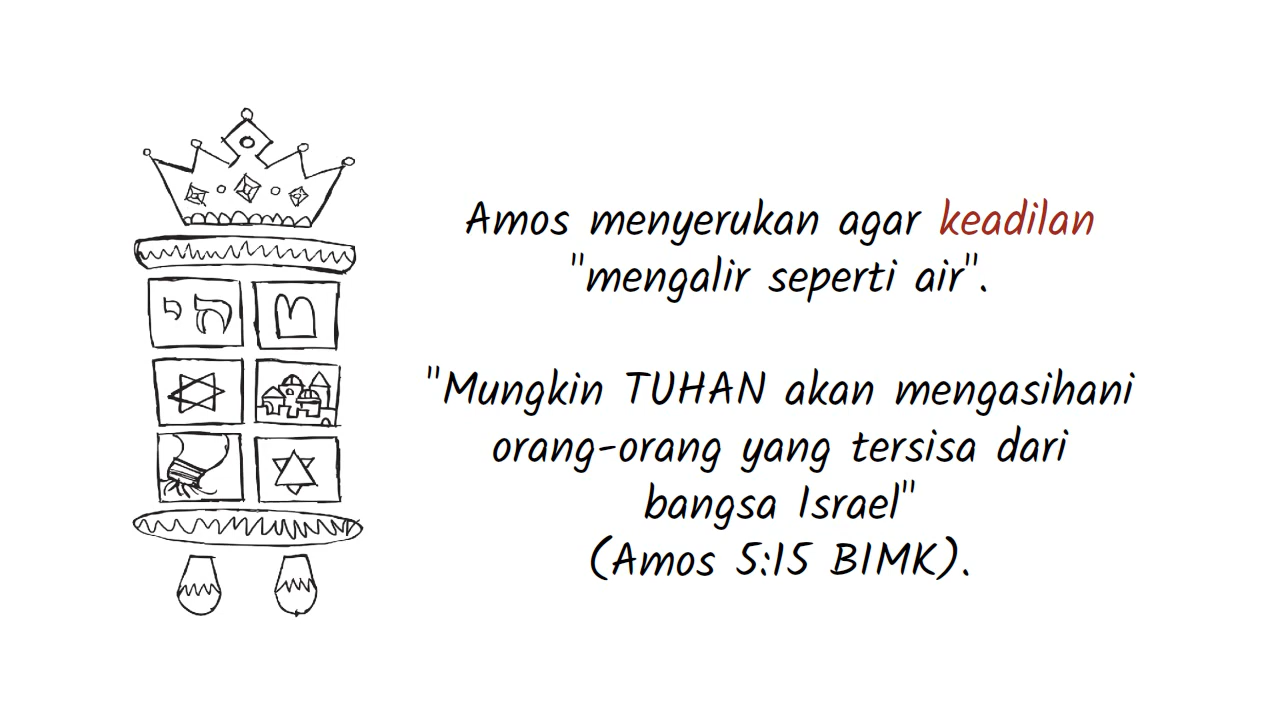 הי
מ
Amos menyerukan agar keadilan
"mengalir seperti air".
"Mungkin TUHAN akan mengasihani
orang-orang yang tersisa dari
bangsa Israel"
(Amos 5:15 BIMK).